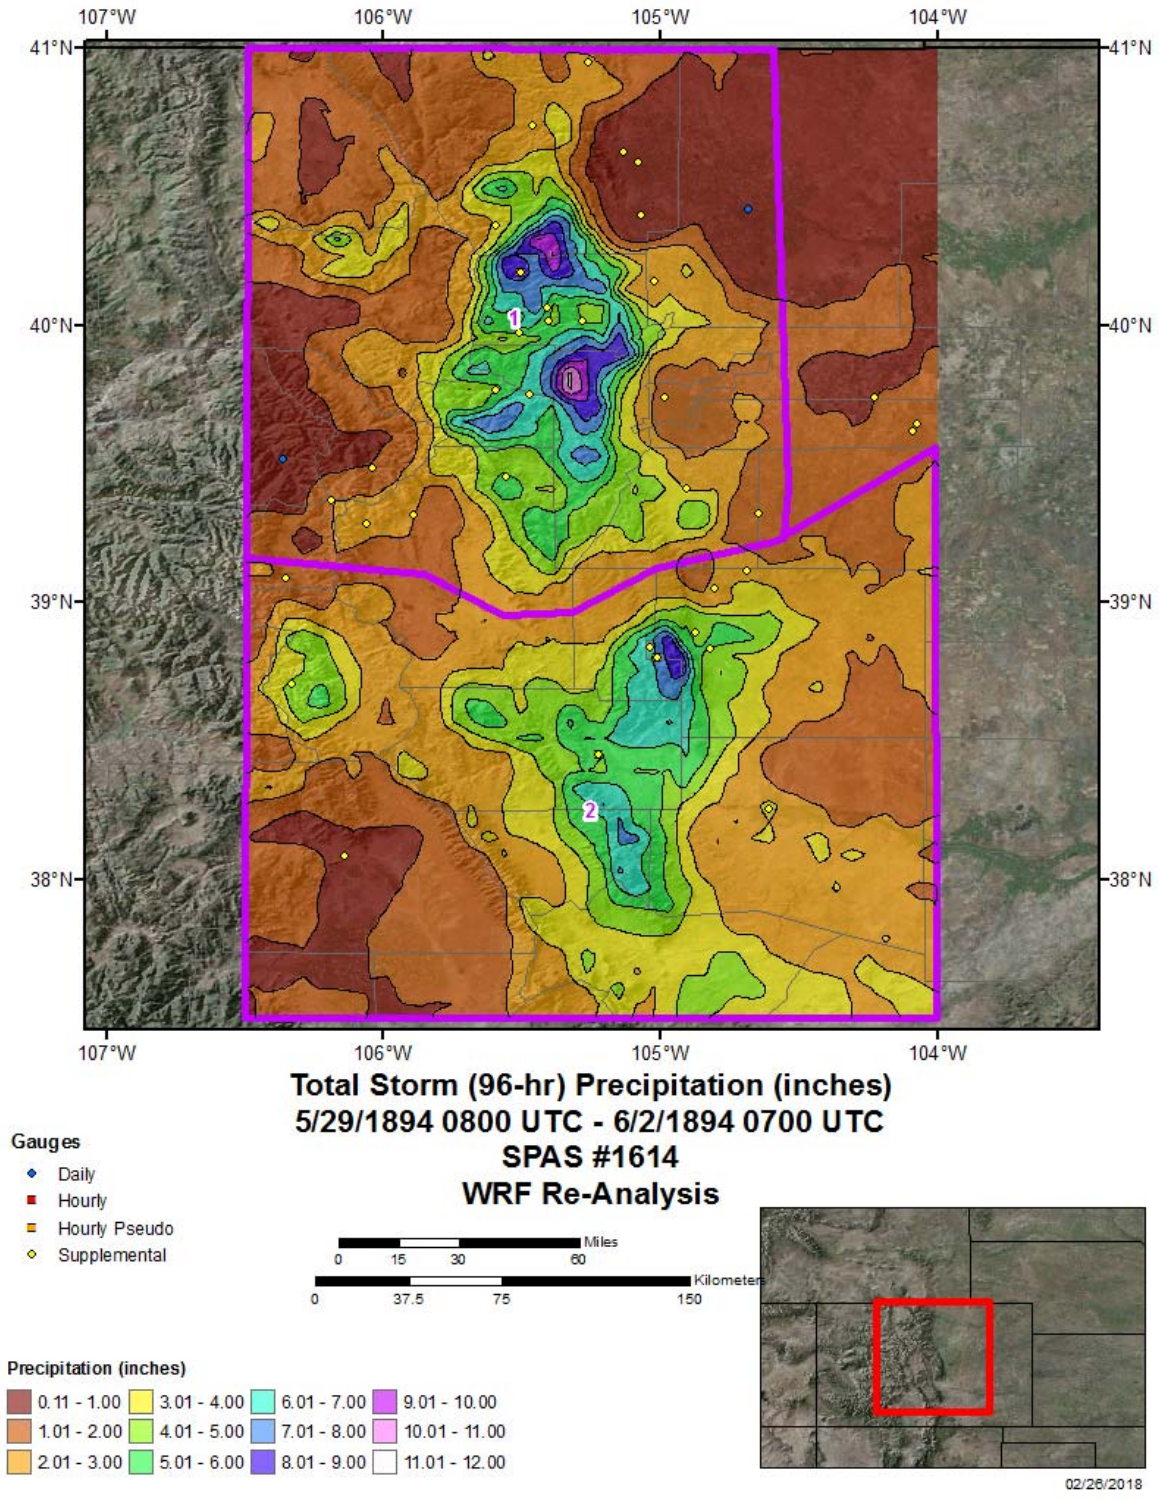 107°W 106°W 105°W 104°W
41°N 41°N
1
40°N 40°N
39°N 39°N
2
38°N 38°N
107°W 106°W 105°W 104°W
Total Storm (96-hr) Precipitation (inches)
5/29/1894 0800 UTC - 6/2/1894 0700 UTC
SPAS #1614
WRF Re-Analysis
Gauges
Daily
Hourly
Hourly Pseudo
Supplemental
Miles
0 15 30 60
Kilometers
0 37.5 75 150
Precipitation (inches)
0.11 - 1.00 3.01 - 4.00 6.01 - 7.00 9.01 - 10.00
1.01 - 2.00 4.01 - 5.00 7.01 - 8.00 10.01 - 11.00
2.01 - 3.00 5.01 - 6.00 8.01 - 9.00 11.01 - 12.00
02/26/2018